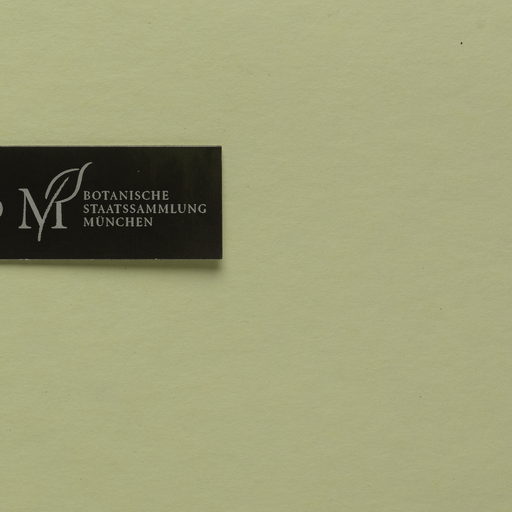 M
BOTANISCHE
STAATSSAMMLUNG
MÜNCHEN